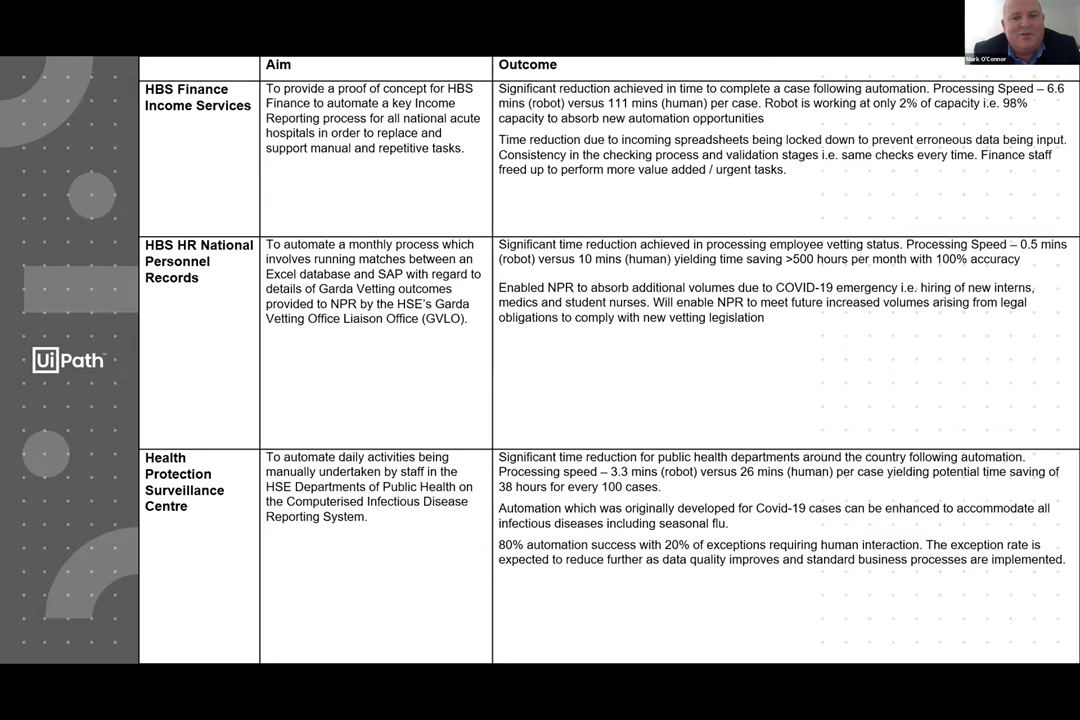 Mark O'Connor
Aim
Outcome
HBS Finance
Income Services
To provide a proof of concept for HBS
Finance to automate a key Income
Reporting process for all national acute
hospitals in order to replace and
support manual and repetitive tasks.
Significant reduction achieved in time to complete a case following automation. Processing Speed – 6.6
mins (robot) versus 111 mins (human) per case. Robot is working at only 2% of capacity i.e. 98%
capacity to absorb new automation opportunities
Time reduction due to incoming spreadsheets being locked down to prevent erroneous data being input.
Consistency in the checking process and validation stages i.e. same checks every time. Finance staff
freed up to perform more value added / urgent tasks.
HBS HR National
Personnel
Records
To automate a monthly process which
involves running matches between an
Excel database and SAP with regard to
details of Garda Vetting outcomes
provided to NPR by the HSE's Garda
Vetting Office Liaison Office (GVLO).
Significant time reduction achieved in processing employee vetting status. Processing Speed – 0.5 mins
(robot) versus 10 mins (human) yielding time saving >500 hours per month with 100% accuracy
Enabled NPR to absorb additional volumes due to COVID-19 emergency i.e. hiring of new interns,
medics and student nurses. Will enable NPR to meet future increased volumes arising from legal
obligations to comply with new vetting legislation
UiPath
Health
Protection
Surveillance
Centre
To automate daily activities being
manually undertaken by staff in the
HSE Departments of Public Health on
the Computerised Infectious Disease
Reporting System.
Significant time reduction for public health departments around the country following automation.
Processing speed – 3.3 mins (robot) versus 26 mins (human) per case yielding potential time saving of
38 hours for every 100 cases.
Automation which was originally developed for Covid-19 cases can be enhanced to accommodate all
infectious diseases including seasonal flu.
80% automation success with 20% of exceptions requiring human interaction. The exception rate is
expected to reduce further as data quality improves and standard business processes are implemented.